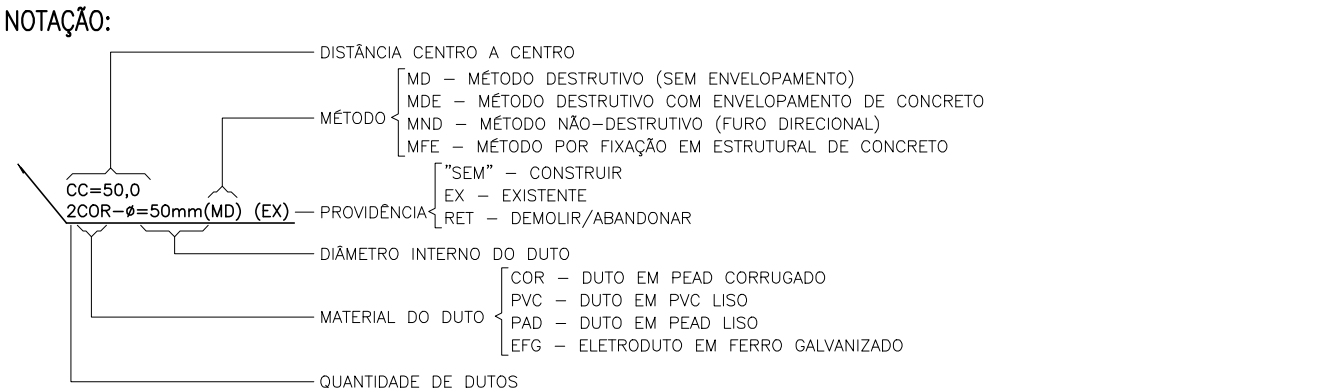 NOTAÇÃO:
DISTÂNCIA CENTRO A CENTRO
MD – MÉTODO DESTRUTIVO (SEM ENVELOPAMENTO)
MDE – MÉTODO DESTRUTIVO COM ENVELOPAMENTO DE CONCRETO
MÉTODO
MND – MÉTODO NÃO-DESTRUTIVO (FURO DIRECIONAL)
MFE – MÉTODO POR FIXAÇÃO EM ESTRUTURAL DE CONCRETO
"SEM" – CONSTRUIR
CC=50,0
EX – EXISTENTE
2COR-ø=50mm(MD) (EX)
PROVIDÊNCIA
RET – DEMOLIR/ABANDONAR
DIÂMETRO INTERNO DO DUTO
COR – DUTO EM PEAD CORRUGADO
PVC – DUTO EM PVC LISO
MATERIAL DO DUTO
PAD – DUTO EM PEAD LISO
EFG – ELETRODUTO EM FERRO GALVANIZADO
QUANTIDADE DE DUTOS